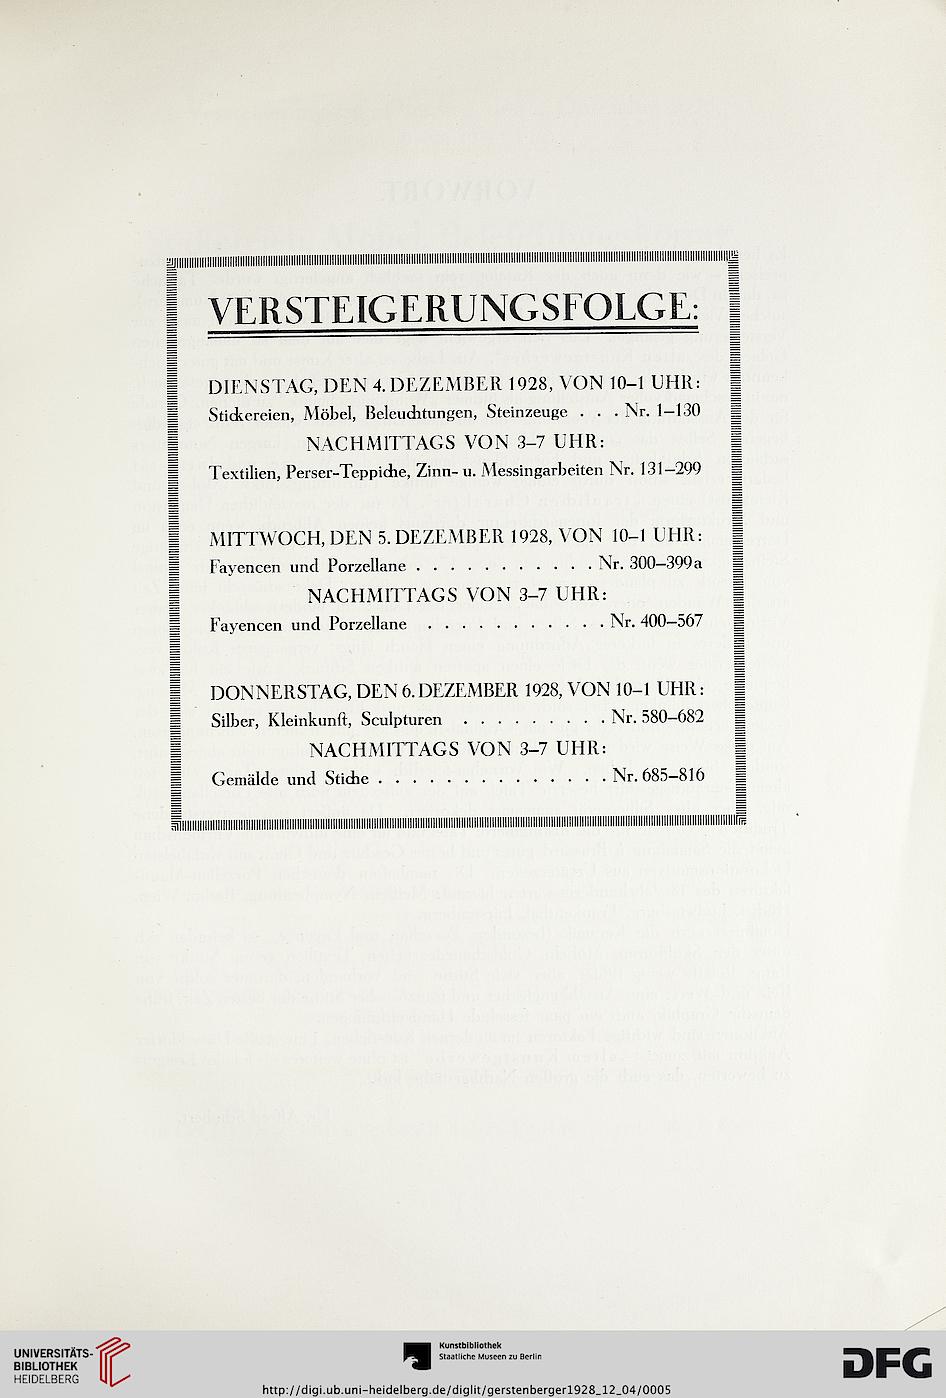 VERSTEIGERUNGSFOLGE:
DIENSTAG, DEN 4. DEZEMBER 1928, VON 10–1 UHR:
Stickereien, Möbel, Beleuchtungen, Steinzeuge . . . Nr. 1–130
NACHMITTAGS VON 3–7 UHR:
Textilien, Perser-Teppiche, Zinn- u. Messingarbeiten Nr. 131–299
MITTWOCH, DEN 5. DEZEMBER 1928, VON 10–1 UHR:
Fayencen und Porzellane . . . . . . . . . . . Nr. 300–399a
NACHMITTAGS VON 3–7 UHR:
Fayencen und Porzellane . . . . . . . . . . . Nr. 400–567
DONNERSTAG, DEN 6. DEZEMBER 1928, VON 10–1 UHR:
Silber, Kleinkunst, Sculpturen . . . . . . . . . Nr. 580–682
NACHMITTAGS VON 3–7 UHR:
Gemälde und Stiche . . . . . . . . . . . . . . Nr. 685–816
UNIVERSITÄTS-
BIBLIOTHEK
HEIDELBERG
Kunstbibliothek
Staatliche Museen zu Berlin
http://digi.ub.uni-heidelberg.de/diglit/gerstenberger1928_12_04/0005
DFG